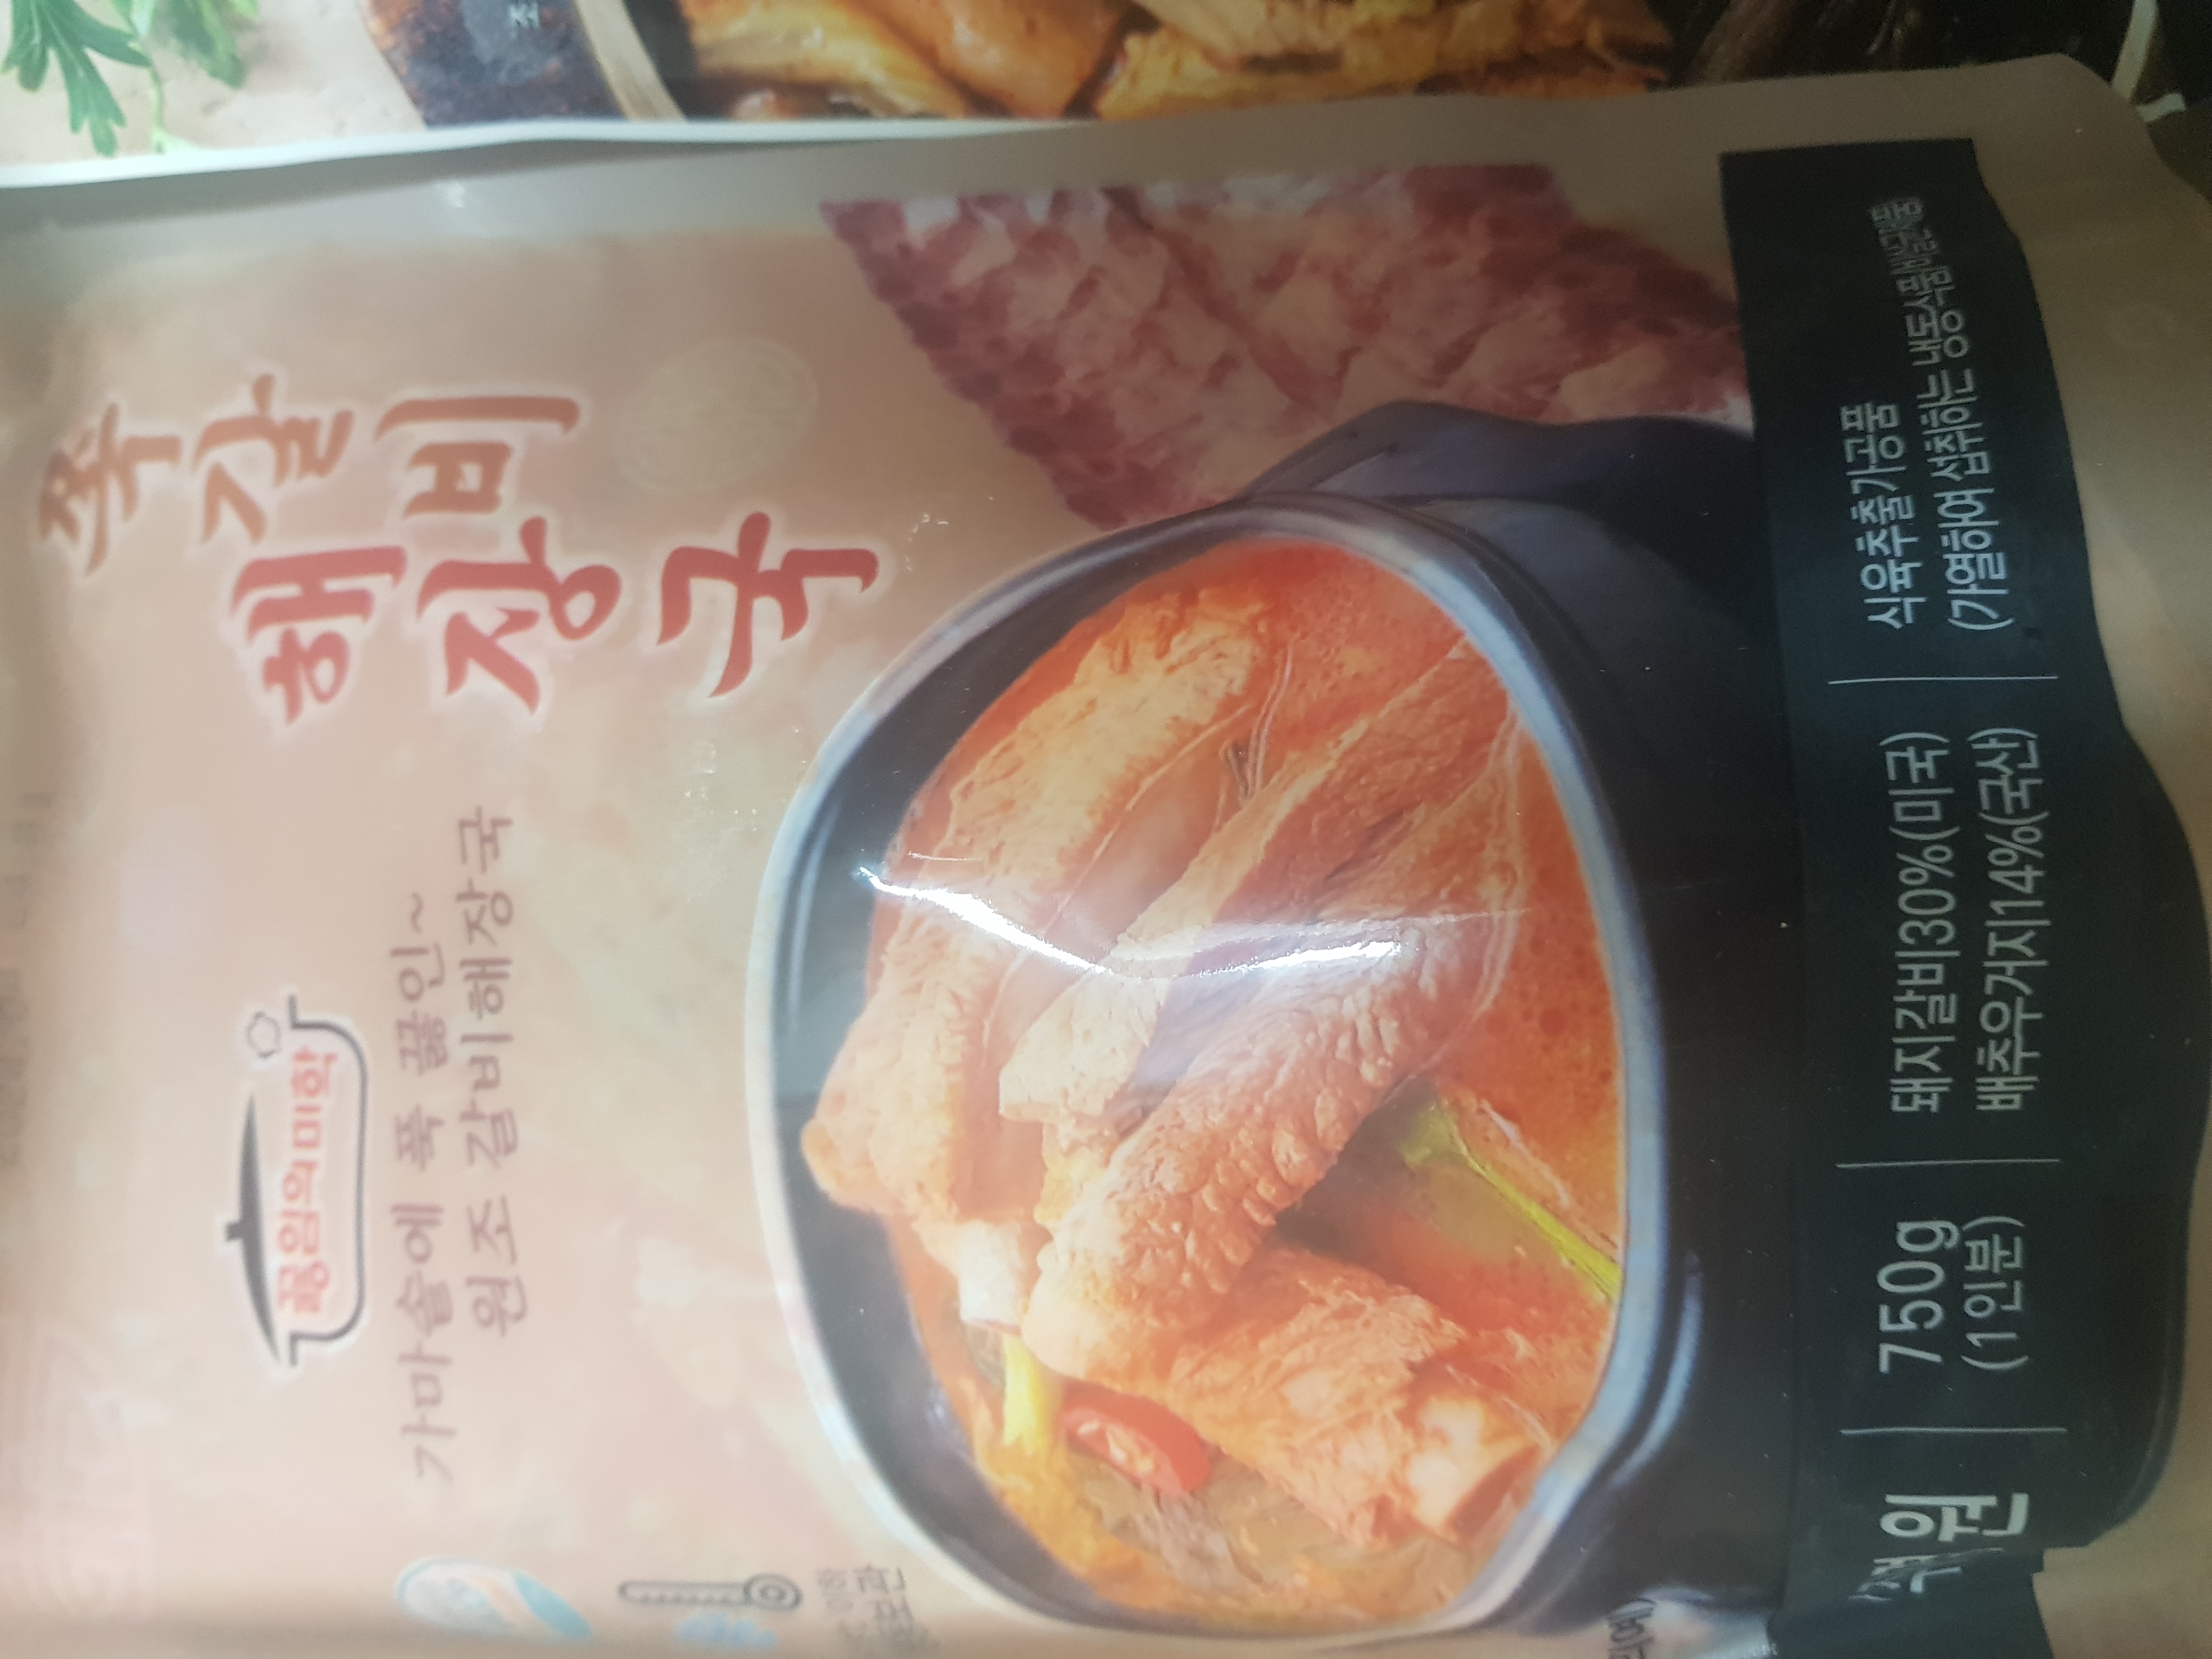 끓임의미학
가마솥에 푹 끓인~
원조 갈비해장국
쪽갈비
해장국
750g
(1인분)
돼지갈비30%(미국)
배추우거지14%(국산)
식육추출가공품
(가열하여 섭취하는 냉동식품